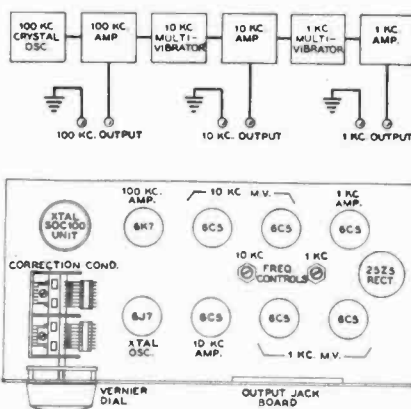 100 KC
CRYSTAL
OSC.
100 KC
AMP
10 KC
MULTI-
VIBRATOR
10 KC
AMP
1 KC
MULTI-
VIBRATOR
1 KC
AMP.
100 KC. OUTPUT
10 KC. OUTPUT
1 KC. OUTPUT
100 KC.
AMP.
10 KC M.V.
1 KC
AMP.
XTAL
SOC100
UNIT
6K7
6C5
6C5
6C5
CORRECTION COND.
10 KC
FREQ
CONTROLS
1 KC
25Z5
RECT.
6J7
6C5
6C5
6C5
XTAL
OSC.
10 KC
AMP.
1 KC. M.V.
VERNIER
DIAL
OUTPUT JACK
BOARD